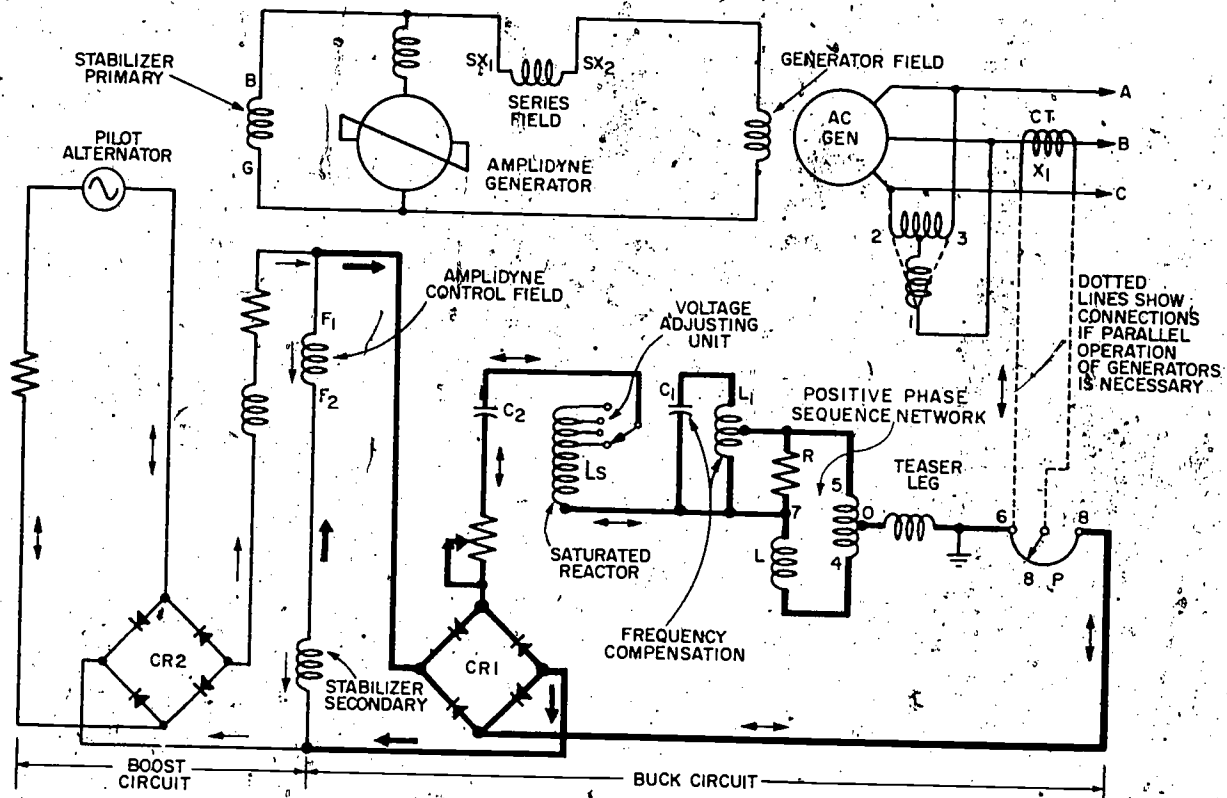 STABILIZER
PRIMARY
B
G
PILOT
ALTERNATOR
SX1
SX2
SERIES
FIELD
AMPLIDYNE
GENERATOR
GENERATOR FIELD
AC
GEN
A
CT
B
X1
C
2
3
1
DOTTED
LINES SHOW
CONNECTIONS
IF PARALLEL
OPERATION
OF GENERATORS
IS NECESSARY
AMPLIDYNE
CONTROL FIELD
F1
F2
VOLTAGE
ADJUSTING
UNIT
C2
LS
SATURATED
REACTOR
C1
L1
POSITIVE PHASE
SEQUENCE NETWORK
R
7
L
5
O
4
TEASER
LEG
6
8
8
P
FREQUENCY
COMPENSATION
CR2
STABILIZER
SECONDARY
CR1
BOOST
CIRCUIT
BUCK CIRCUIT